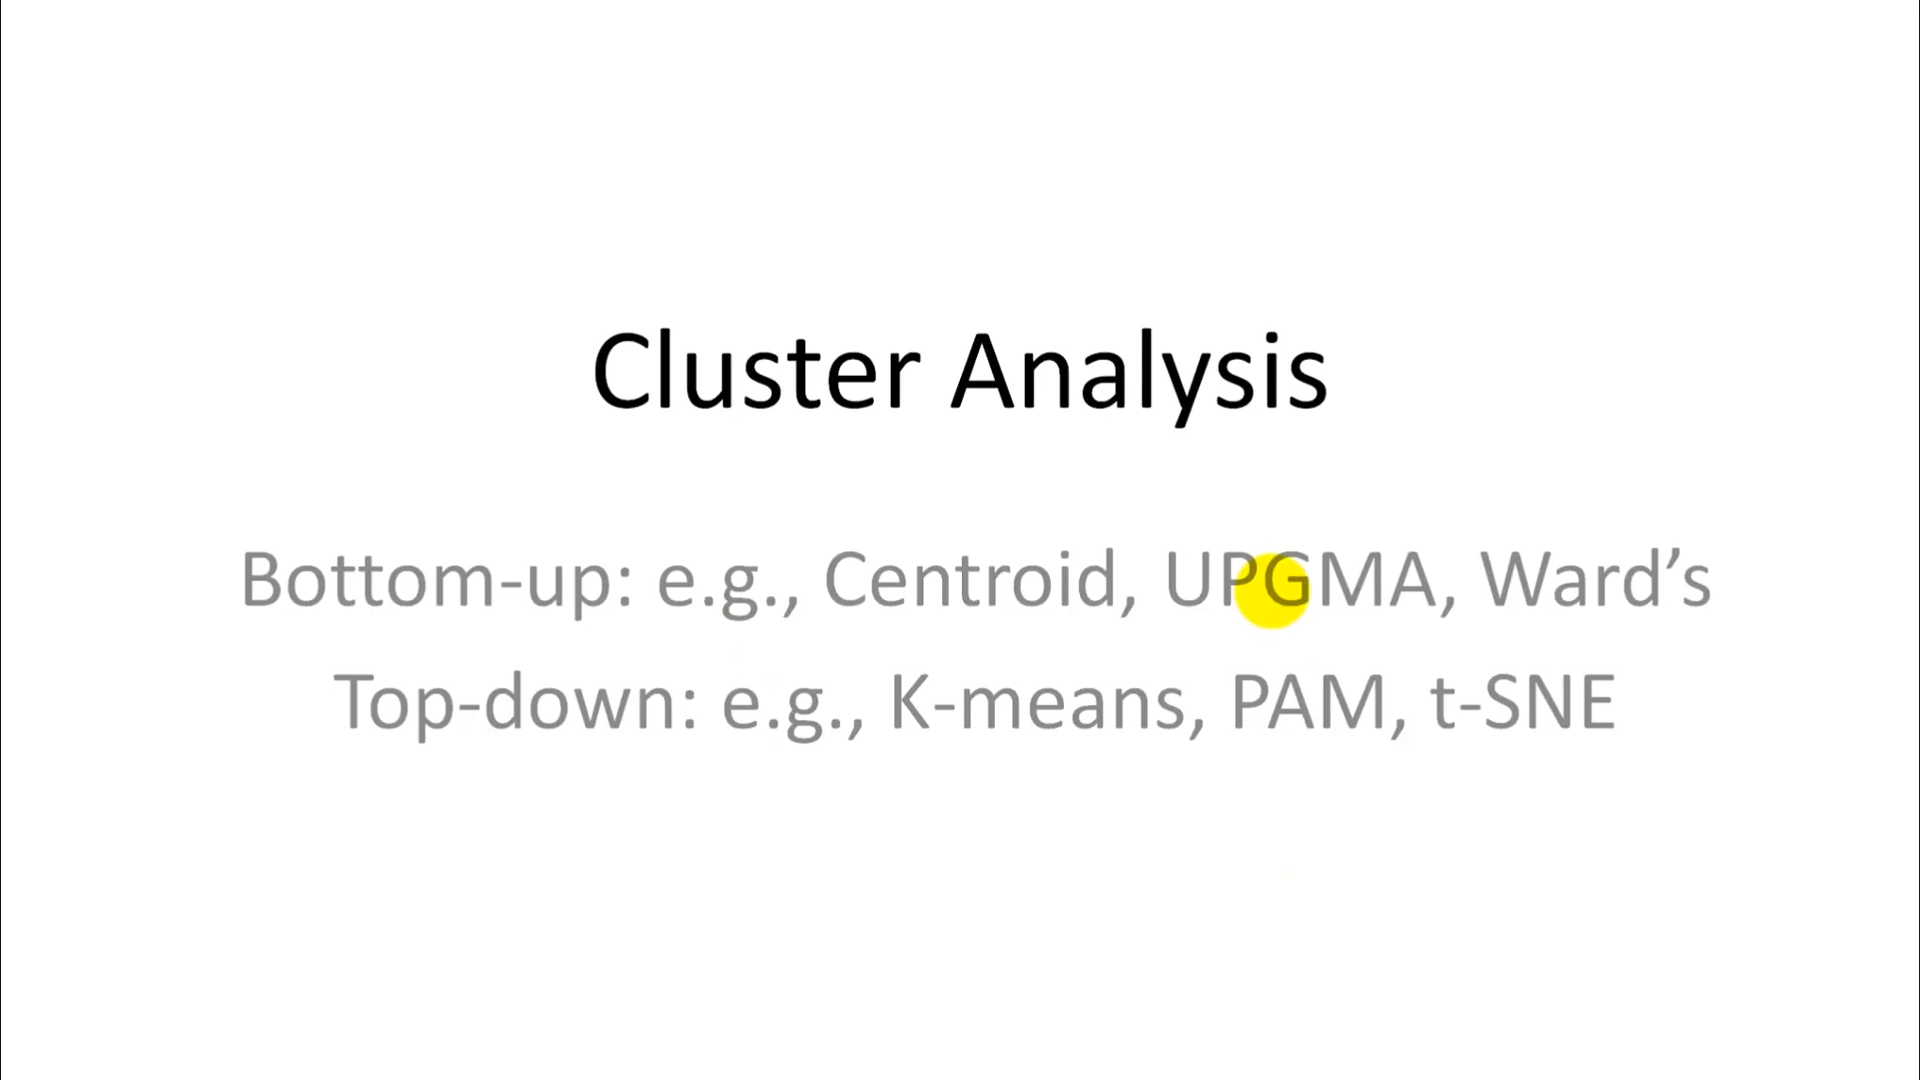 Cluster Analysis
Bottom-up: e.g., Centroid, UPGMA, Ward’s
Top-down: e.g., K-means, PAM, t-SNE